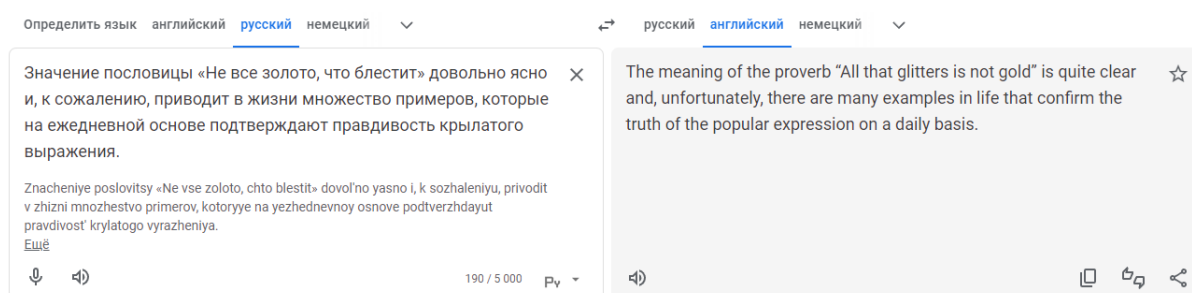 Определить язык английский русский немецкий
русский английский немецкий
Значение пословицы «Не все золото, что блестит» довольно ясно
и, к сожалению, приводит в жизни множество примеров, которые
на ежедневной основе подтверждают правдивость крылатого
выражения.
Znacheniye poslovitsy «Ne vse zoloto, chto blestit» dovol'no yasno i, k sozhaleniyu, privodit
v zhizni mnozhestvo primerov, kotoryye na yezhednevnoy osnove podtverzhdayut
pravdivost' krylatogo vyrazheniya.
Ещё
190 / 5 000
Ру
The meaning of the proverb “All that glitters is not gold” is quite clear
and, unfortunately, there are many examples in life that confirm the
truth of the popular expression on a daily basis.